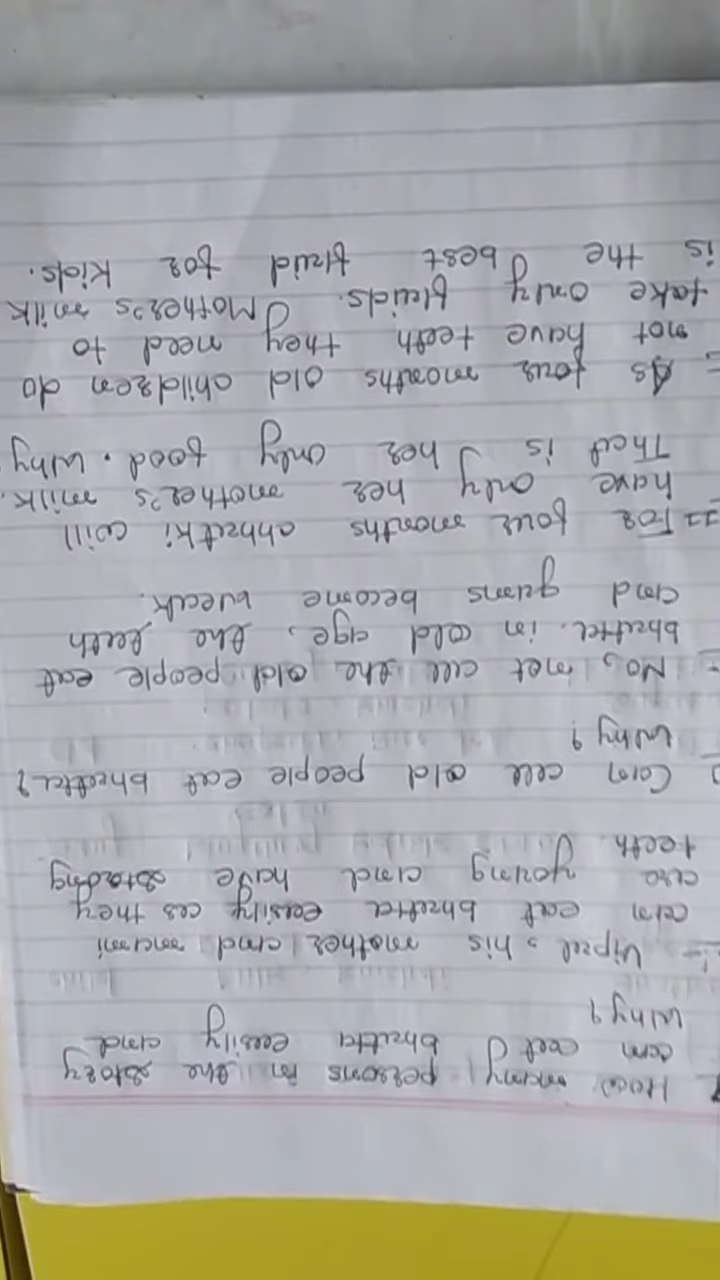 How many persons in the story
can eat bhutta easily and
Why?
:- Vipul, his mother and mami
can eat bhutta easily as they
are young and have strong
teeth.
Can all old people eat bhutta?
Why?
- No, not all the old people eat
bhutta. in old age, the teeth
and gums become weak.
:- For four months chhutki will
have only her mother's milk.
That is her only food. Why
= As four months old children do
not have teeth they need to
take only fluids. Mother's milk
is the best fluid for kids.